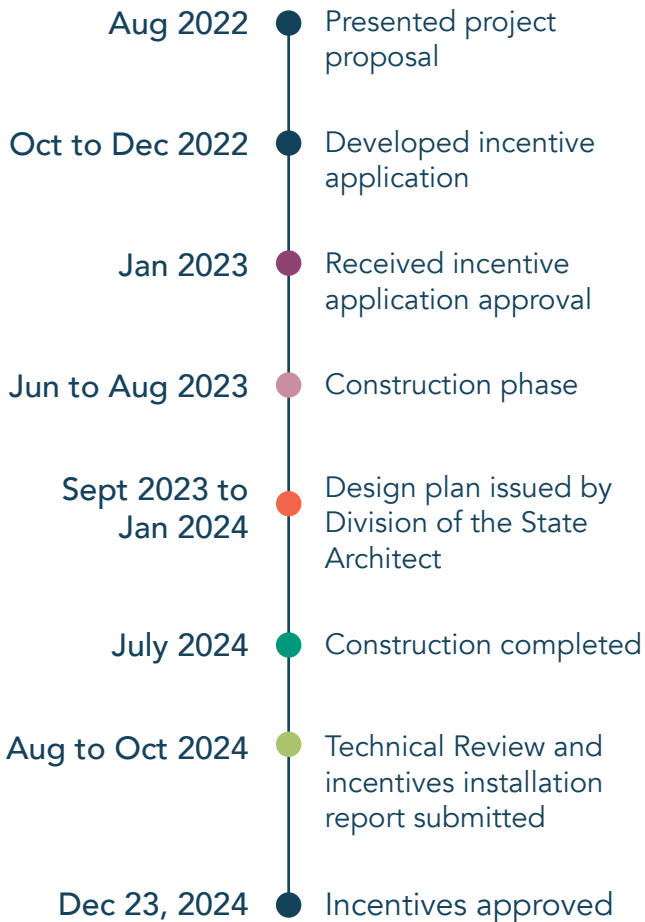 Aug 2022
Presented project
proposal
Oct to Dec 2022
Developed incentive
application
Jan 2023
Received incentive
application approval
Jun to Aug 2023
Construction phase
Sept 2023 to
Jan 2024
Design plan issued by
Division of the State
Architect
July 2024
Construction completed
Aug to Oct 2024
Technical Review and
incentives installation
report submitted
Dec 23, 2024
Incentives approved